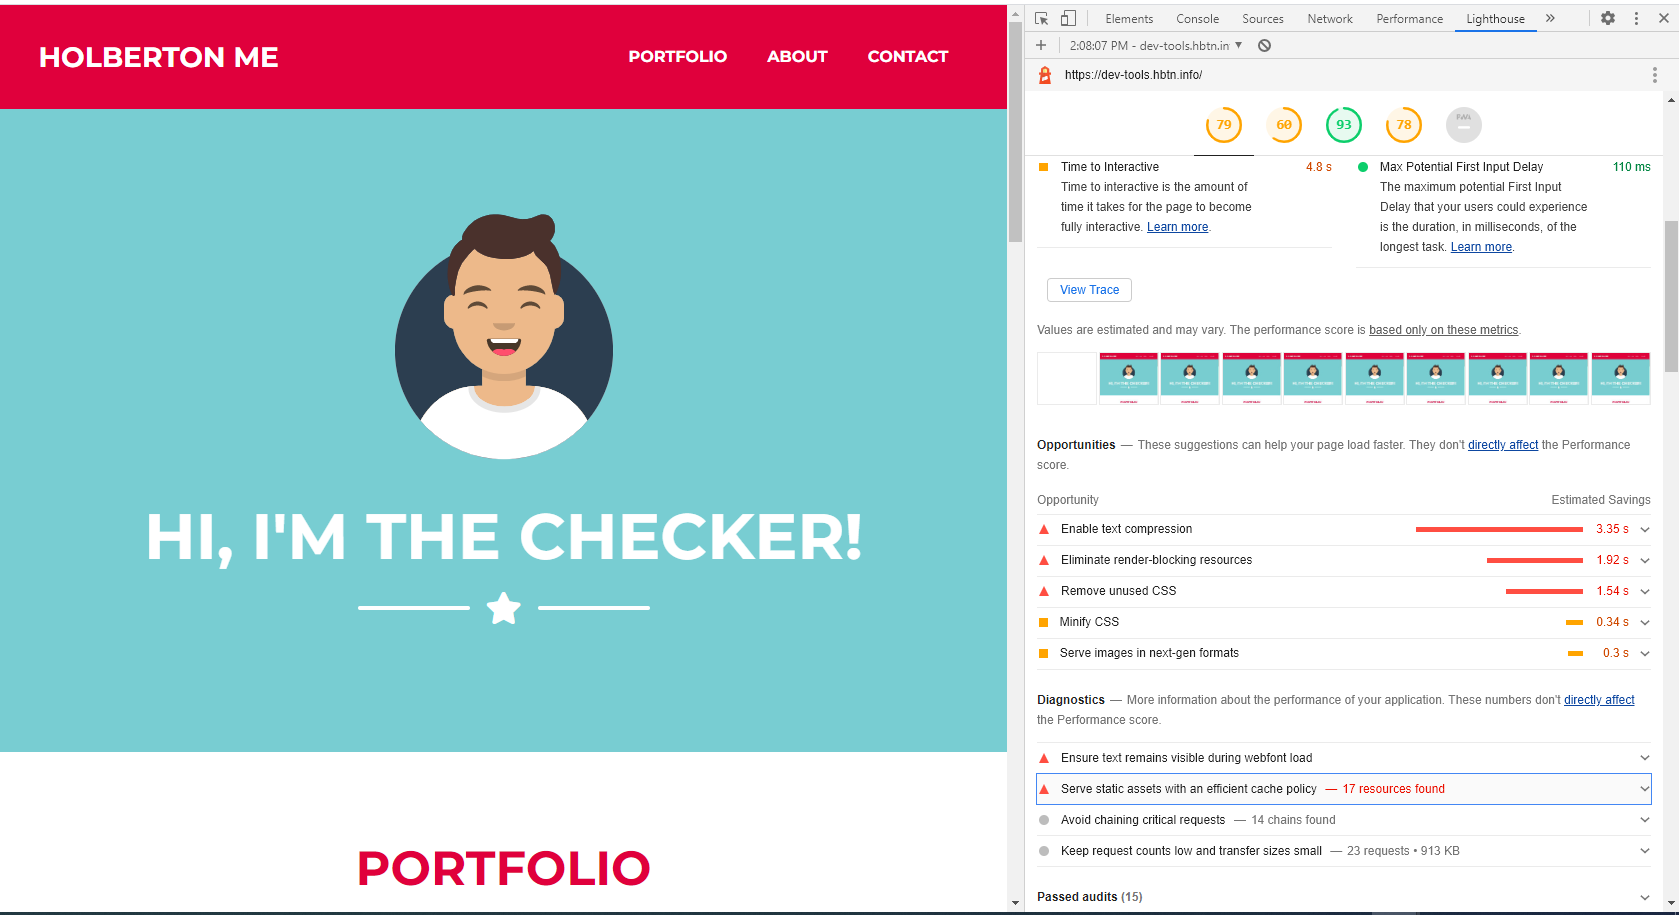 HOLBERTON ME
PORTFOLIO ABOUT CONTACT
HI, I'M THE CHECKER!
PORTFOLIO
Elements Console Sources Network Performance Lighthouse »
2:08:07 PM - dev-tools.hbtn.in
https://dev-tools.hbtn.info/
79 60 93 78 PWA
Time to Interactive 4.8 s
Time to interactive is the amount of
time it takes for the page to become
fully interactive. Learn more.
Max Potential First Input Delay 110 ms
The maximum potential First Input
Delay that your users could experience
is the duration, in milliseconds, of the
longest task. Learn more.
View Trace
Values are estimated and may vary. The performance score is based only on these metrics.
Opportunities — These suggestions can help your page load faster. They don't directly affect the Performance
score.
Opportunity Estimated Savings
Enable text compression 3.35 s
Eliminate render-blocking resources 1.92 s
Remove unused CSS 1.54 s
Minify CSS 0.34 s
Serve images in next-gen formats 0.3 s
Diagnostics — More information about the performance of your application. These numbers don't directly affect
the Performance score.
Ensure text remains visible during webfont load
Serve static assets with an efficient cache policy — 17 resources found
Avoid chaining critical requests — 14 chains found
Keep request counts low and transfer sizes small — 23 requests • 913 KB
Passed audits (15)